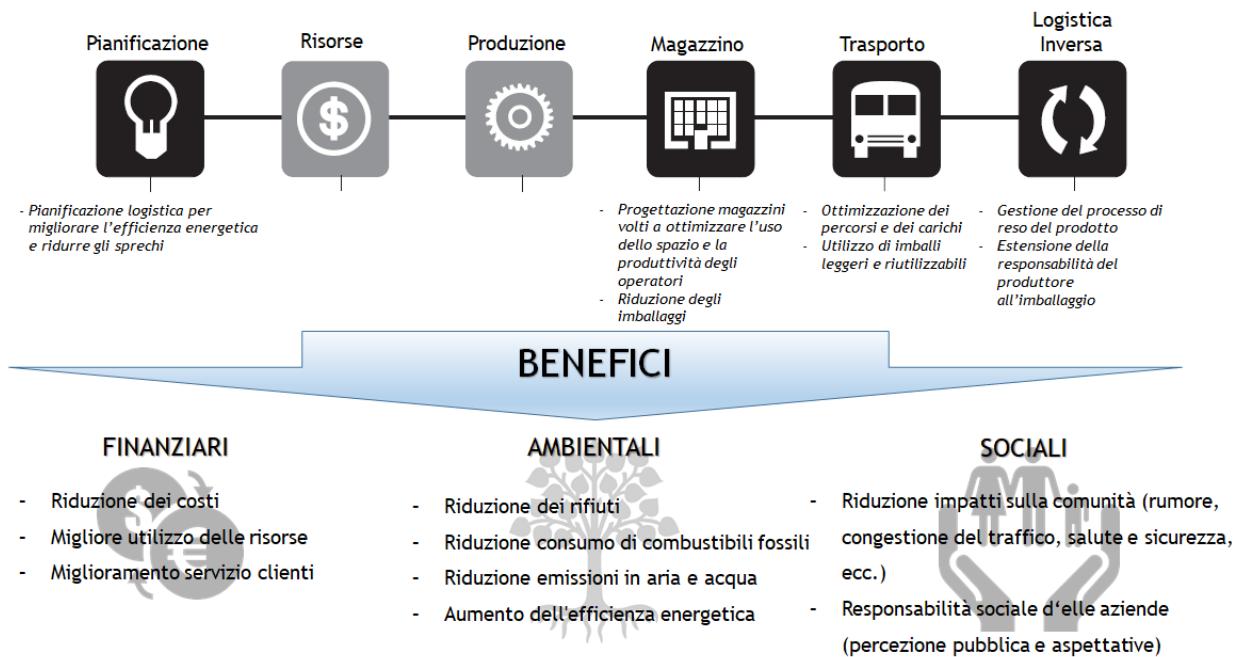 Pianificazione
Risorse
Produzione
Magazzino
Trasporto
Logistica
Inversa
$
- Pianificazione logistica per
migliorare l'efficienza energetica
e ridurre gli sprechi
- Progettazione magazzini
volti a ottimizzare l'uso
dello spazio e la
produttività degli
operatori
- Riduzione degli
imballaggi
- Ottimizzazione dei
percorsi e dei carichi
- Utilizzo di imballi
leggeri e riutilizzabili
- Gestione del processo di
reso del prodotto
- Estensione della
responsabilità del
produttore
all'imballaggio
BENEFICI
FINANZIARI
$
€
- Riduzione dei costi
- Migliore utilizzo delle risorse
- Miglioramento servizio clienti
AMBIENTALI
- Riduzione dei rifiuti
- Riduzione consumo di combustibili fossili
- Riduzione emissioni in aria e acqua
- Aumento dell'efficienza energetica
SOCIALI
- Riduzione impatti sulla comunità (rumore,
congestione del traffico, salute e sicurezza,
ecc.)
- Responsabilità sociale d‘elle aziende
(percezione pubblica e aspettative)